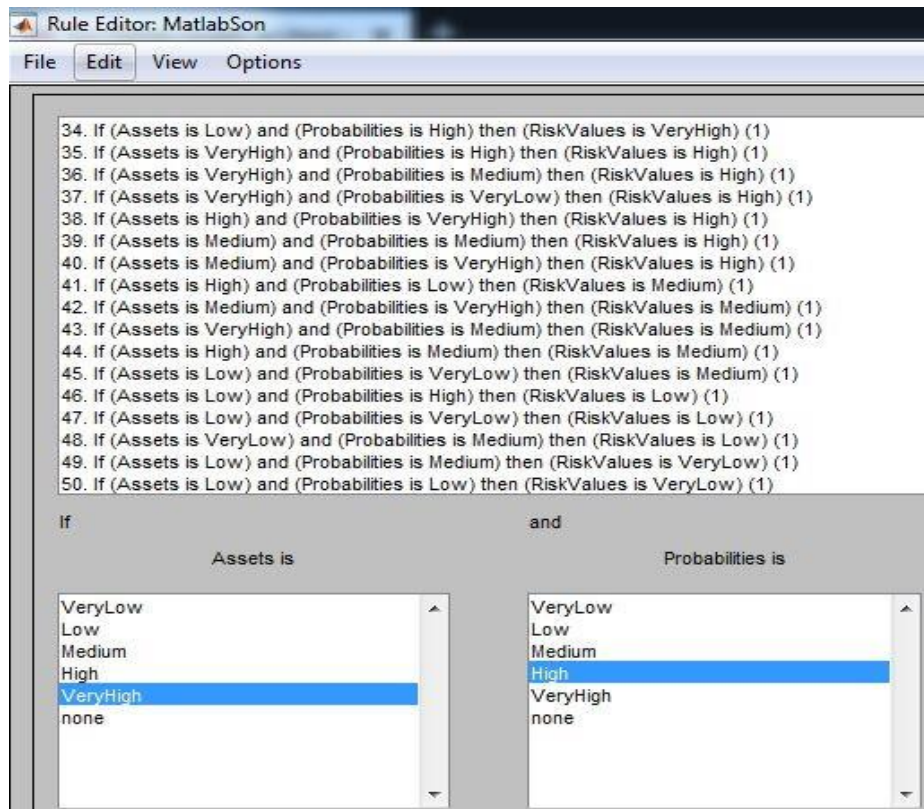 Rule Editor: MatlabSon
File Edit View Options
34. If (Assets is Low) and (Probabilities is High) then (RiskValues is VeryHigh) (1)
35. If (Assets is VeryHigh) and (Probabilities is High) then (RiskValues is High) (1)
36. If (Assets is VeryHigh) and (Probabilities is Medium) then (RiskValues is High) (1)
37. If (Assets is VeryHigh) and (Probabilities is VeryLow) then (RiskValues is High) (1)
38. If (Assets is High) and (Probabilities is VeryHigh) then (RiskValues is High) (1)
39. If (Assets is Medium) and (Probabilities is Medium) then (RiskValues is High) (1)
40. If (Assets is Medium) and (Probabilities is VeryHigh) then (RiskValues is High) (1)
41. If (Assets is High) and (Probabilities is Low) then (RiskValues is Medium) (1)
42. If (Assets is Medium) and (Probabilities is VeryHigh) then (RiskValues is Medium) (1)
43. If (Assets is VeryHigh) and (Probabilities is Medium) then (RiskValues is Medium) (1)
44. If (Assets is High) and (Probabilities is Medium) then (RiskValues is Medium) (1)
45. If (Assets is Low) and (Probabilities is VeryLow) then (RiskValues is Medium) (1)
46. If (Assets is Low) and (Probabilities is High) then (RiskValues is Low) (1)
47. If (Assets is Low) and (Probabilities is VeryLow) then (RiskValues is Low) (1)
48. If (Assets is VeryLow) and (Probabilities is Medium) then (RiskValues is Low) (1)
49. If (Assets is Low) and (Probabilities is Medium) then (RiskValues is VeryLow) (1)
50. If (Assets is Low) and (Probabilities is Low) then (RiskValues is VeryLow) (1)
If
Assets is
VeryLow
Low
Medium
High
VeryHigh
none
and
Probabilities is
VeryLow
Low
Medium
High
VeryHigh
none